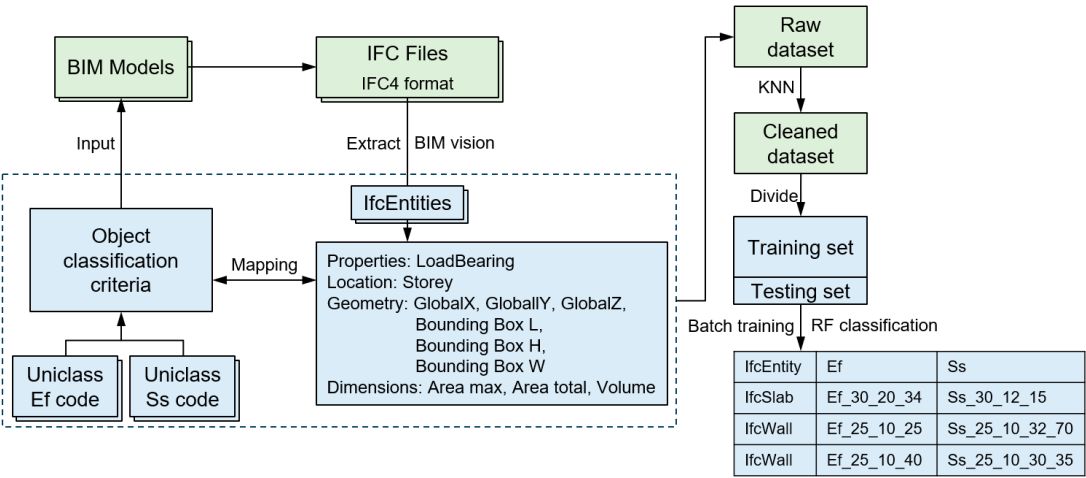 BIM Models
IFC Files
IFC4 format
Raw
dataset
KNN
Cleaned
dataset
Divide
Training set
Testing set
Batch training
RF classification
Input
Extract
BIM vision
IfcEntities
Object
classification
criteria
Mapping
Properties: LoadBearing
Location: Storey
Geometry: GlobalX, GloballY, GlobalZ,
Bounding Box L,
Bounding Box H,
Bounding Box W
Dimensions: Area max, Area total, Volume
Uniclass
Ef code
Uniclass
Ss code
IfcEntity Ef Ss
IfcSlab Ef_30_20_34 Ss_30_12_15
IfcWall Ef_25_10_25 Ss_25_10_32_70
IfcWall Ef_25_10_40 Ss_25_10_30_35